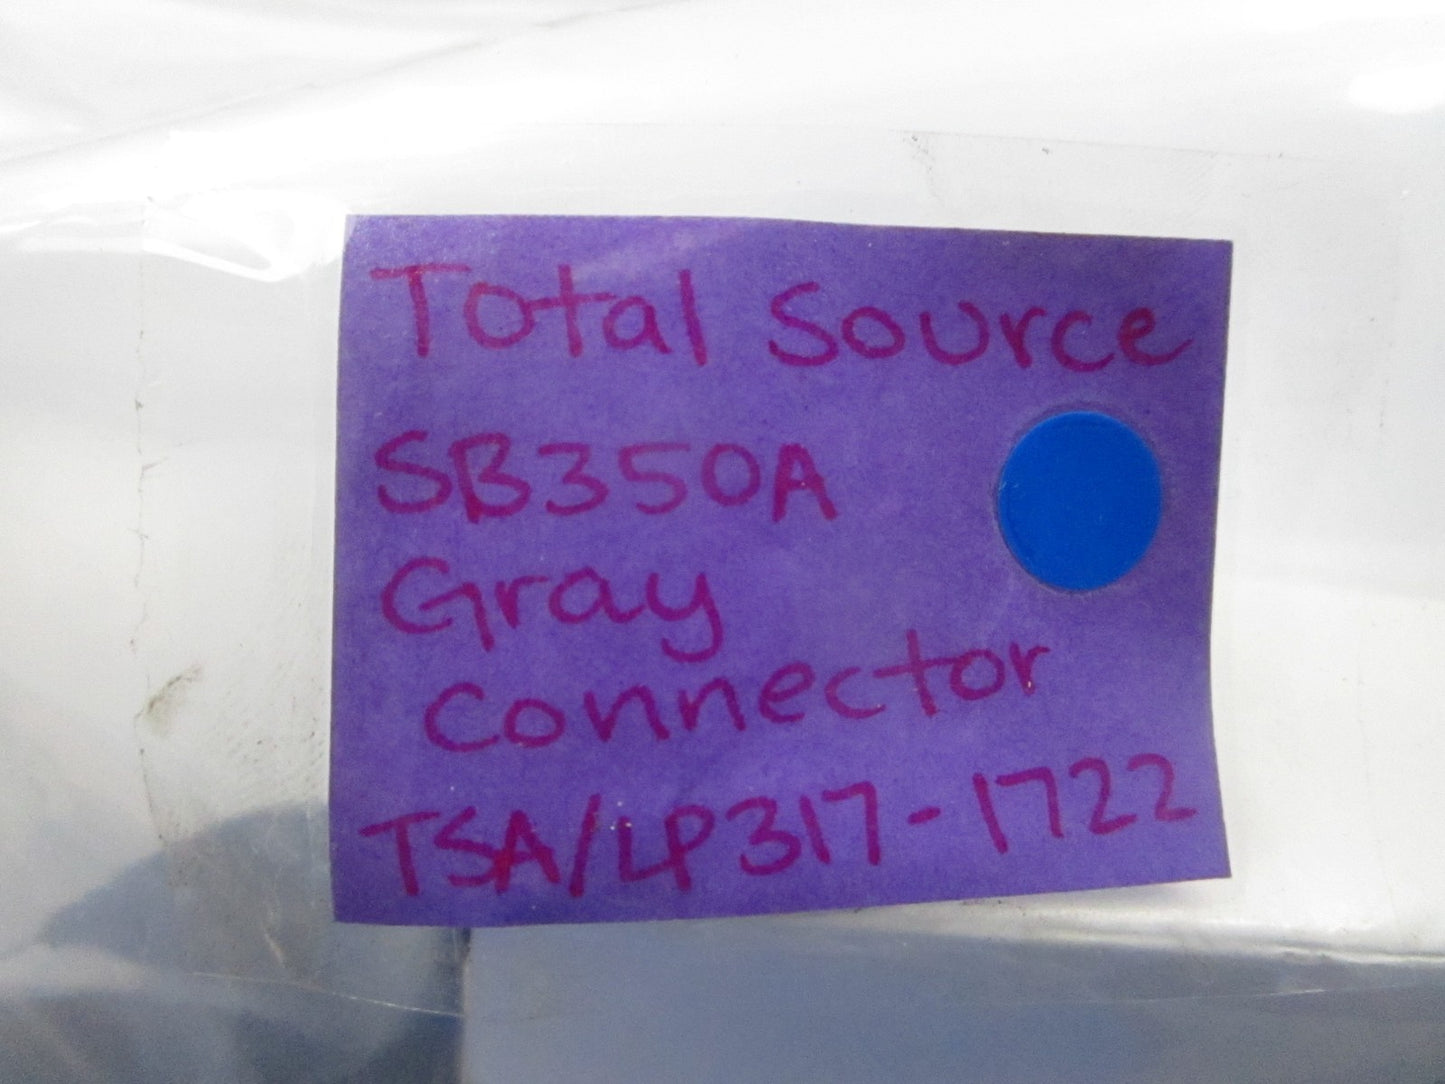 Total Source
SB350A
Gray
Connector
TSA/LP317-1722